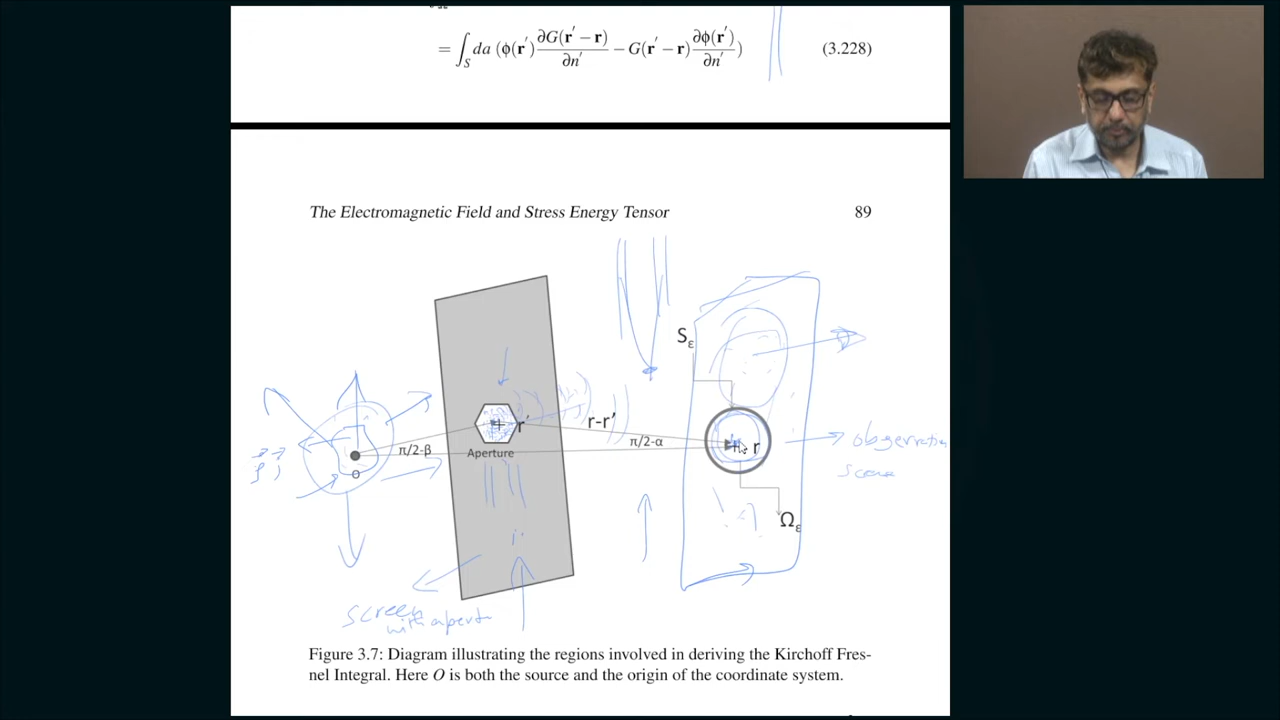 = ∫_S da (ϕ(r′) ∂G(r′ − r)/∂n′ − G(r′ − r) ∂ϕ(r′)/∂n′) (3.228)
The Electromagnetic Field and Stress Energy Tensor 89
S_ε
r′ r-r′
π/2-α r
observation
π/2-β Aperture
O
Ω_ε
screen
with apert
Figure 3.7: Diagram illustrating the regions involved in deriving the Kirchoff Fres-
nel Integral. Here O is both the source and the origin of the coordinate system.